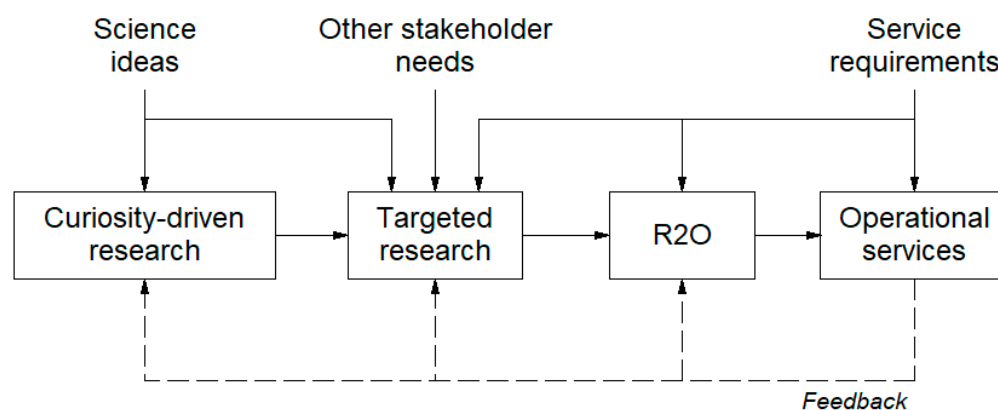 Science
ideas
Other stakeholder
needs
Service
requirements
Curiosity-driven
research
Targeted
research
R2O
Operational
services
Feedback